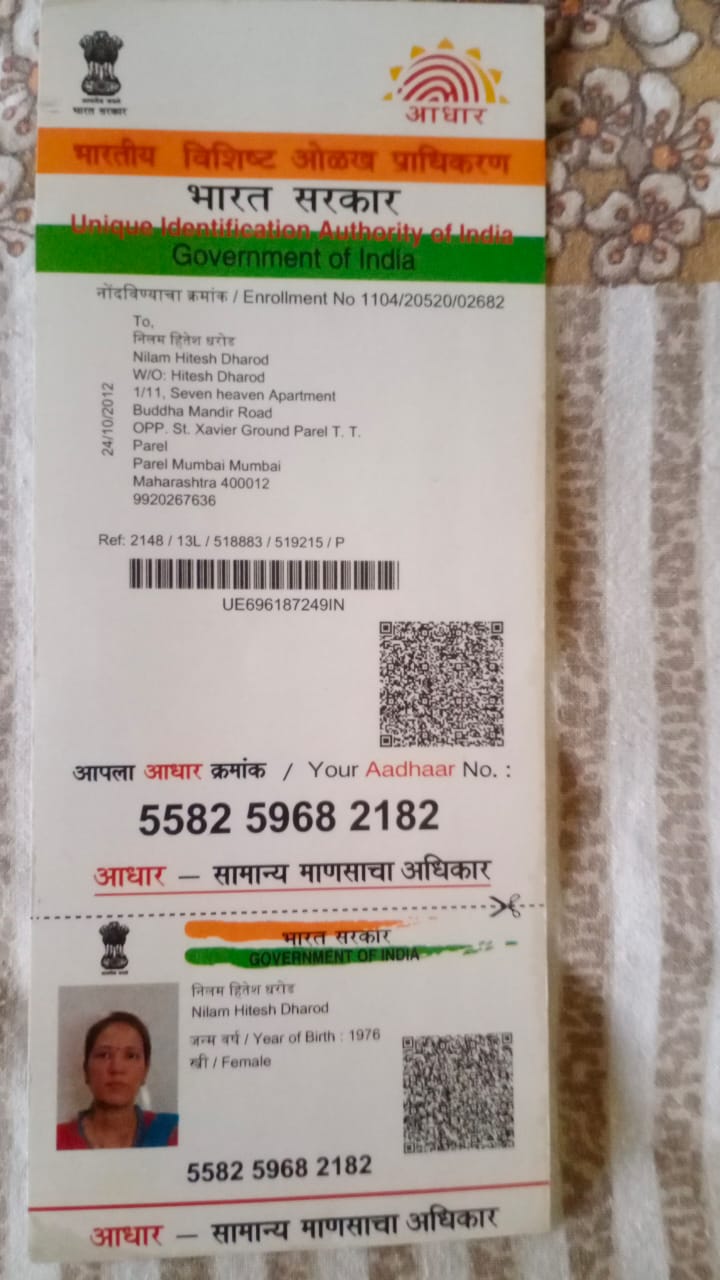 भारत सरकार
आधार
भारतीय विशिष्ट ओळख प्राधिकरण
भारत सरकार
Unique Identification Authority of India
Government of India
नोंदविण्याचा क्रमांक / Enrollment No 1104/20520/02682
To,
निलम हितेश धरोड
Nilam Hitesh Dharod
W/O: Hitesh Dharod
1/11, Seven heaven Apartment
Buddha Mandir Road
OPP. St. Xavier Ground Parel T. T.
Parel
Parel Mumbai Mumbai
Maharashtra 400012
9920267636
24/10/2012
Ref: 2148 / 13L / 518883 / 519215 / P
UE696187249IN
आपला आधार क्रमांक / Your Aadhaar No. :
5582 5968 2182
आधार — सामान्य माणसाचा अधिकार
भारत सरकार
GOVERNMENT OF INDIA
निलम हितेश धरोड
Nilam Hitesh Dharod
जन्म वर्ष / Year of Birth : 1976
स्त्री / Female
5582 5968 2182
आधार — सामान्य माणसाचा अधिकार